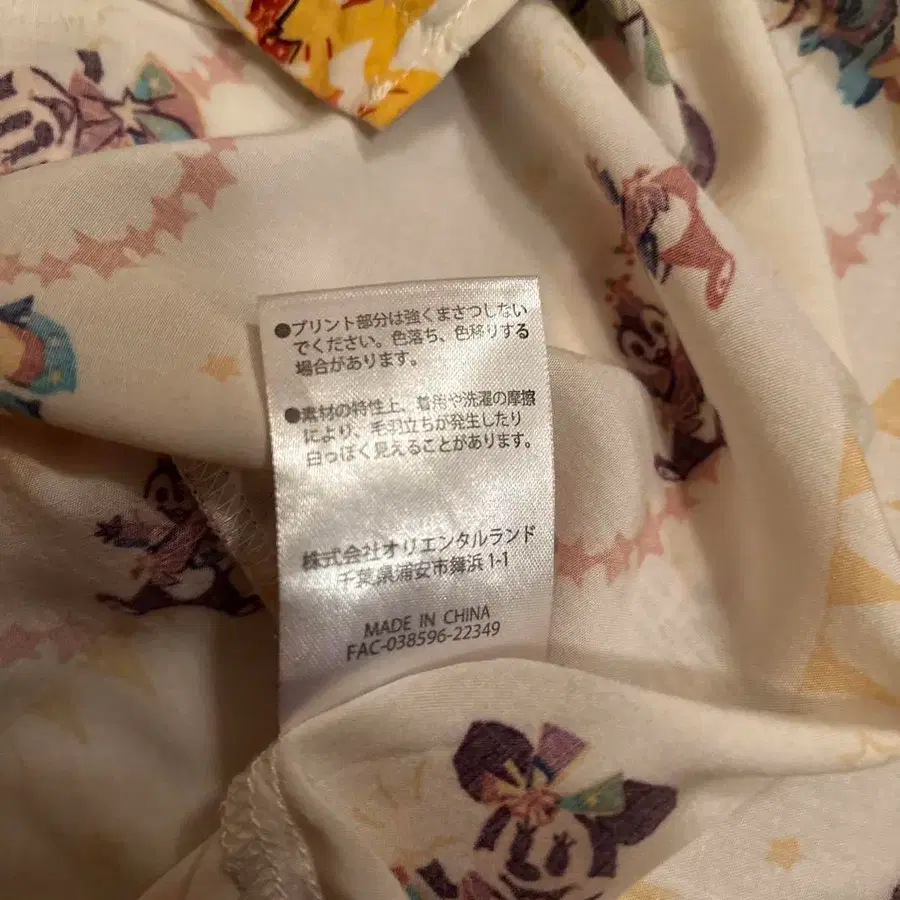 ●プリント部分は強くまさつしない
でください。色落ち、色移りする
場合があります。
●素材の特性上、着用や洗濯の摩擦
により、毛羽立ちが発生したり
白っぽく見えることがあります。
株式会社オリエンタルランド
千葉県浦安市舞浜 1-1
MADE IN CHINA
FAC-038596-22349